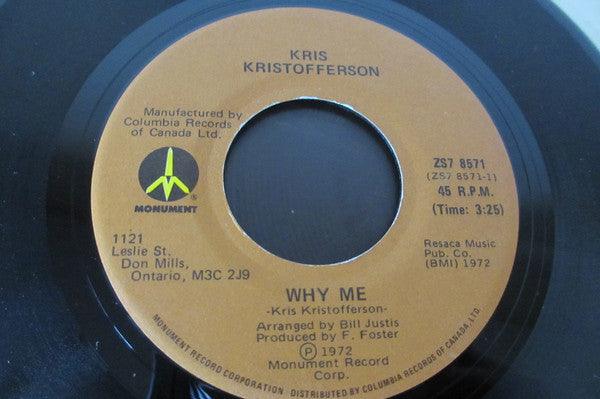 KRIS
KRISTOFFERSON
Manufactured by
Columbia Records
of Canada Ltd.
MONUMENT
®
1121
Leslie St.
Don Mills,
Ontario, M3C 2J9
ZS7 8571
(ZS7 8571-1)
45 R.P.M.
(Time: 3:25)
Resaca Music
Pub. Co.
(BMI) 1972
WHY ME
-Kris Kristofferson-
Arranged by Bill Justis
Produced by F. Foster
Ⓟ 1972
Monument Record
Corp.
MONUMENT RECORD CORPORATION DISTRIBUTED BY COLUMBIA RECORDS OF CANADA LTD.